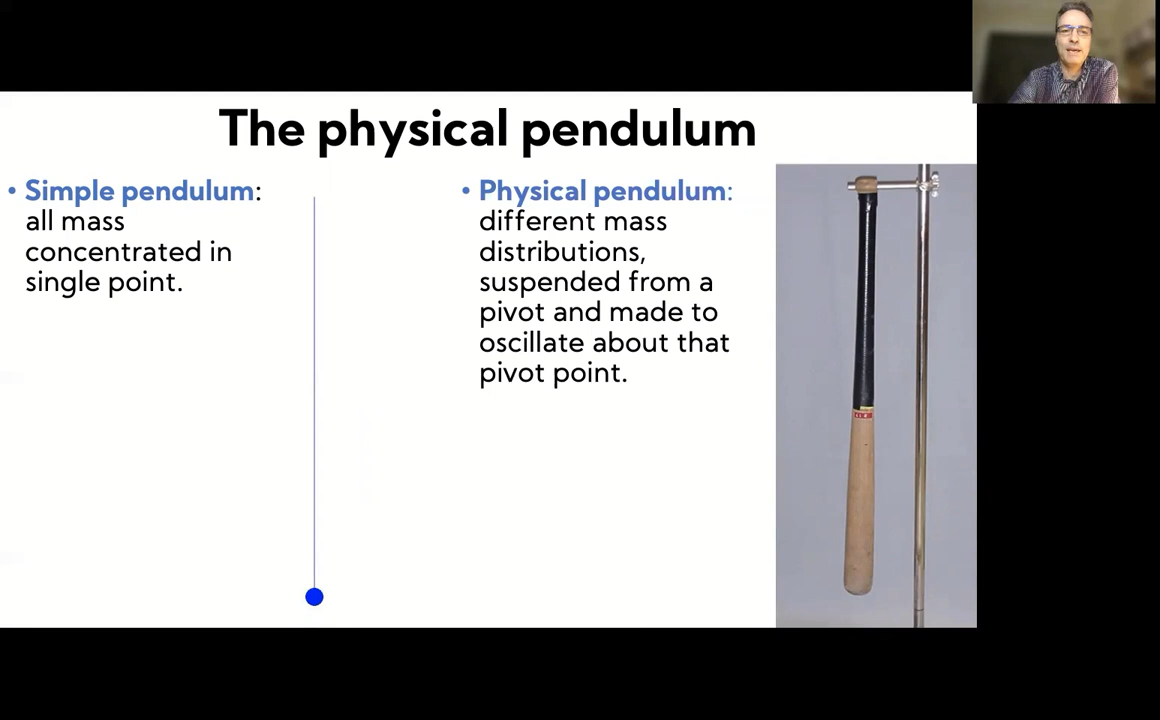 The physical pendulum
• Simple pendulum:
all mass
concentrated in
single point.
• Physical pendulum:
different mass
distributions,
suspended from a
pivot and made to
oscillate about that
pivot point.